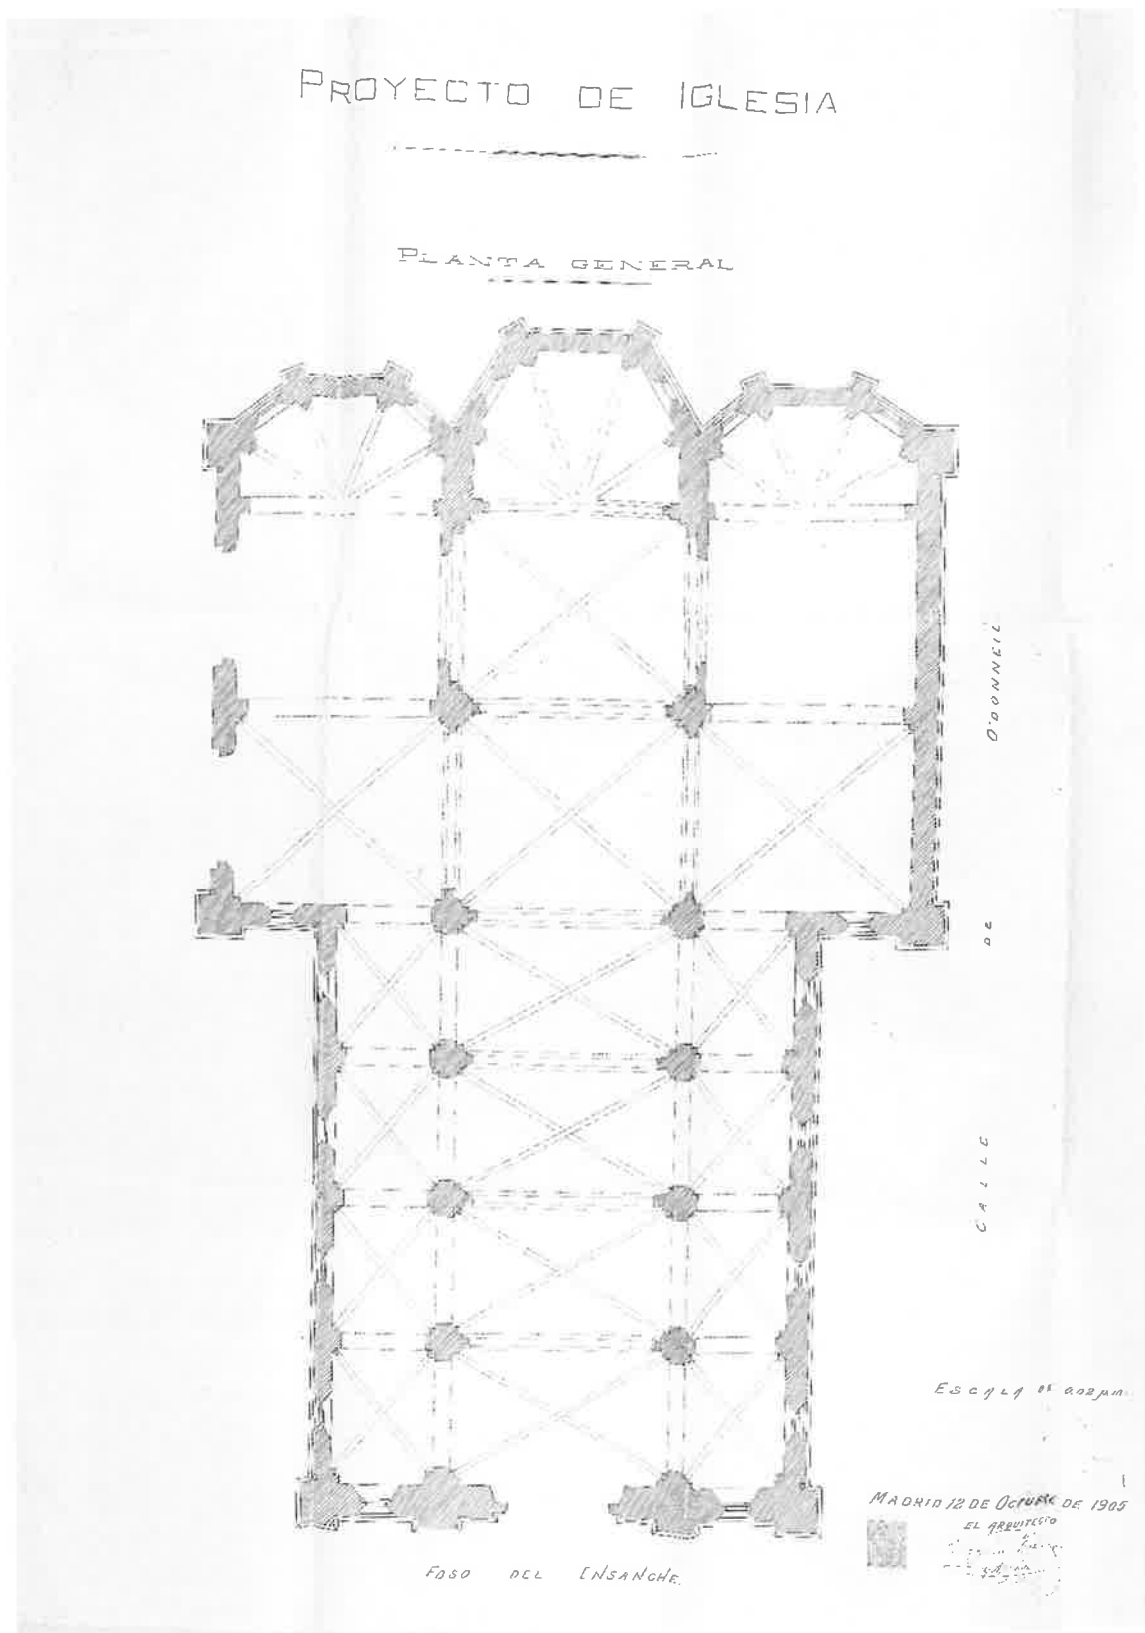 PROYECTO DE IGLESIA
PLANTA GENERAL
CALLE DE O'DONNELL
ESCALA DE 0.02 p. m.
MADRID 12 DE OCTUBRE DE 1905
EL ARQUITECTO
FOSO DEL ENSANCHE.